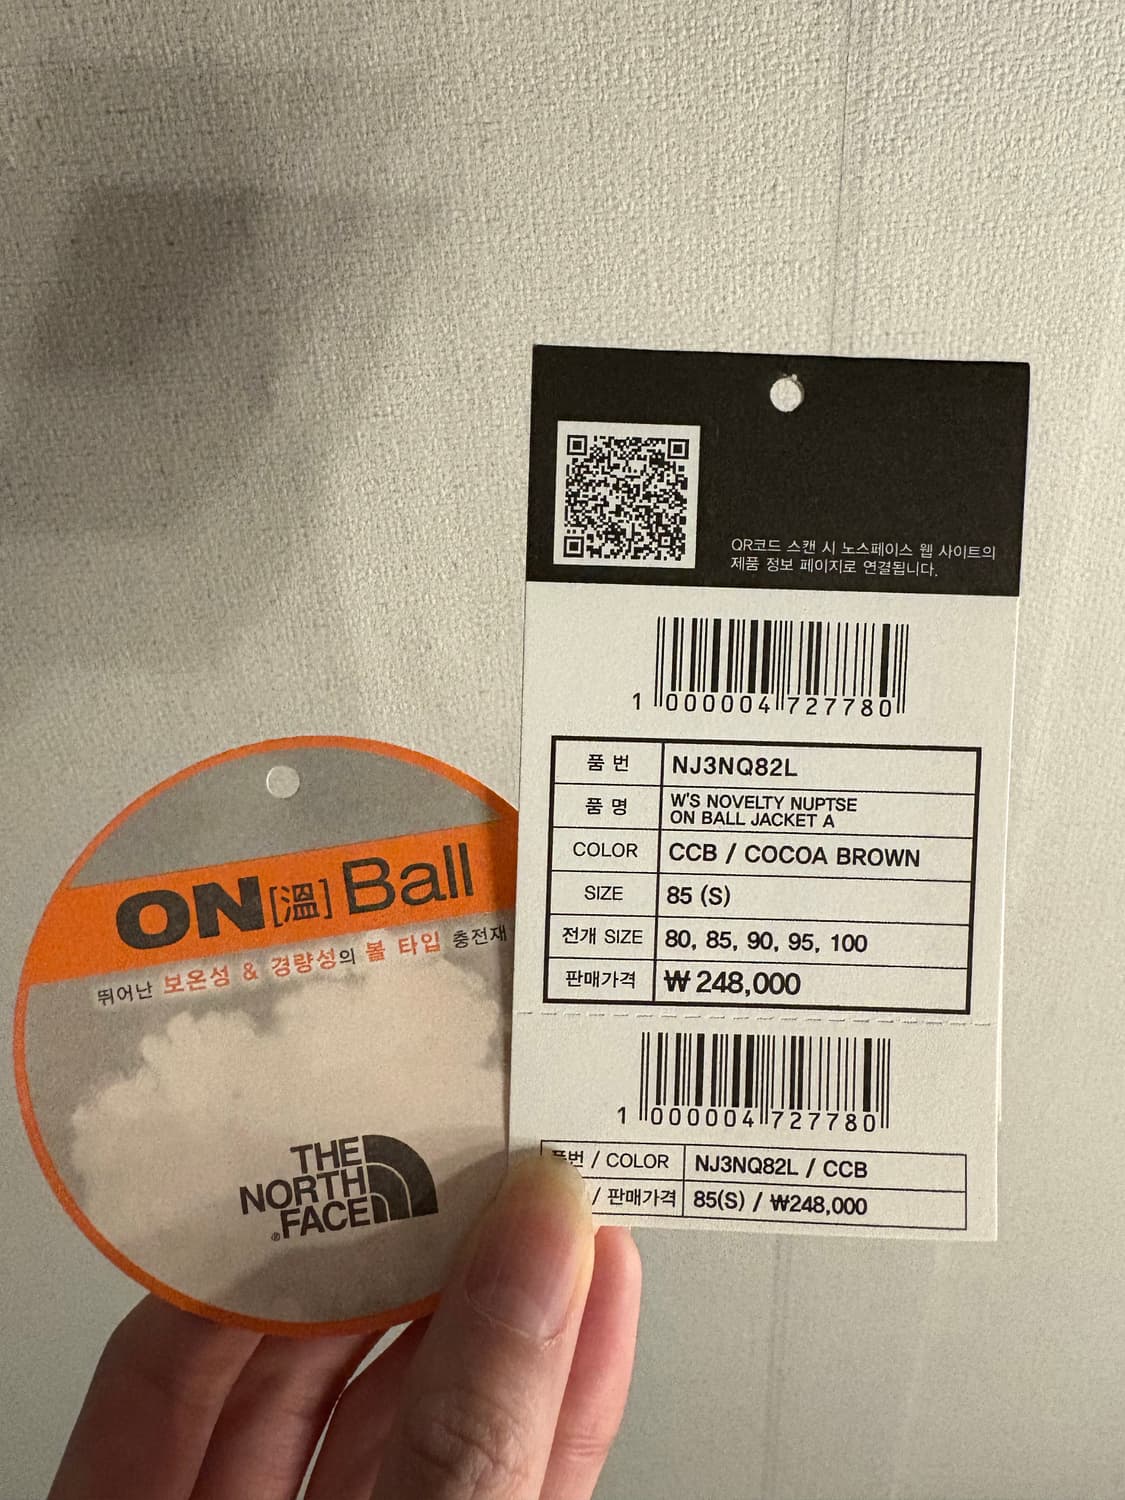 QR코드 스캔 시 노스페이스 웹 사이트의
제품 정보 페이지로 연결됩니다.
1 000004 727780
품 번 NJ3NQ82L
품 명 W'S NOVELTY NUPTSE
ON BALL JACKET A
COLOR CCB / COCOA BROWN
SIZE 85 (S)
전개 SIZE 80, 85, 90, 95, 100
판매가격 ₩ 248,000
1 000004 727780
품번 / COLOR NJ3NQ82L / CCB
/ 판매가격 85(S) / ₩248,000
ON[溫] Ball
뛰어난 보온성 & 경량성의 볼 타입 충전재
THE
NORTH
FACE
®